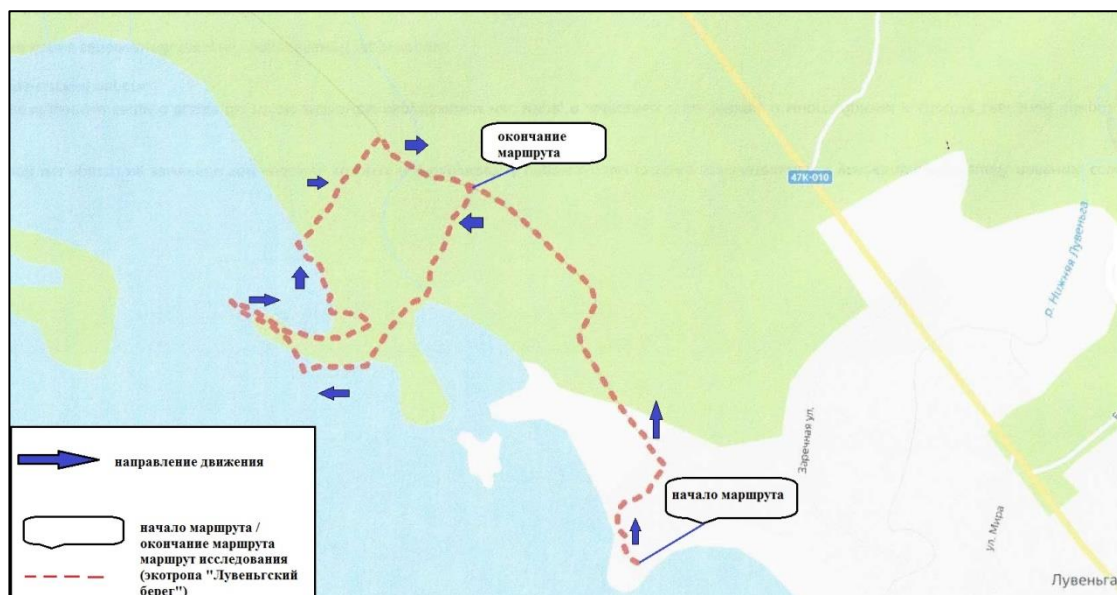 окончание
маршрута
47К-010
р. Нижняя Лувеньга
Заречная ул.
начало маршрута
ул. Мира
Лувеньга
направление движения
начало маршрута /
окончание маршрута
маршрут исследования
(экотропа "Лувеньгский
берег")